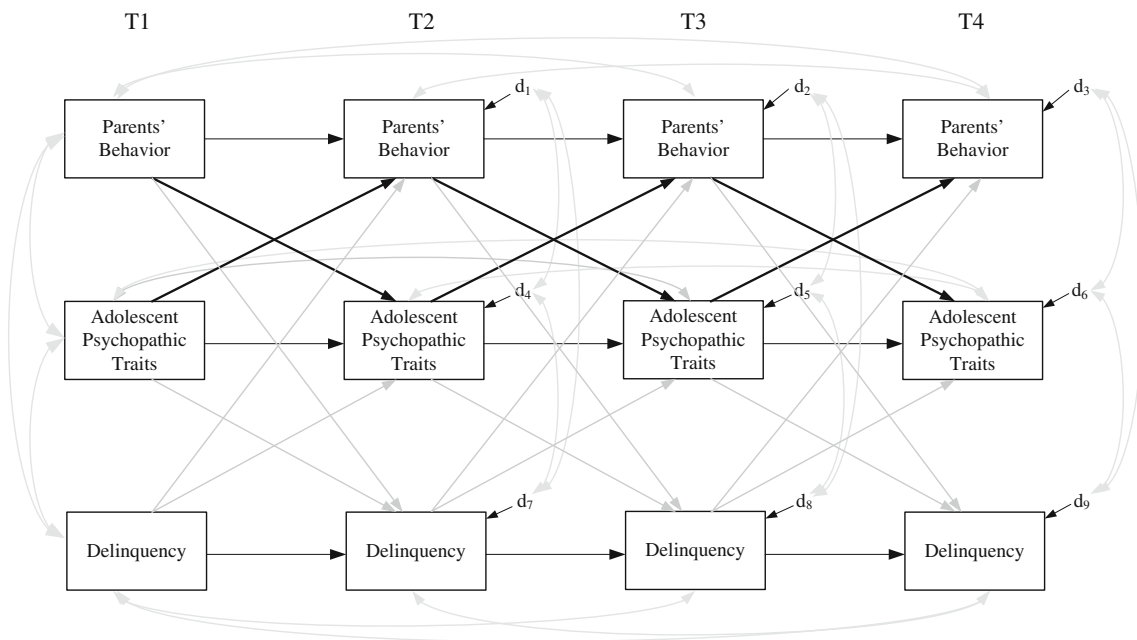 T1 T2 T3 T4
d₁ d₂ d₃
Parents' Parents' Parents' Parents'
Behavior Behavior Behavior Behavior
d₄ d₅ d₆
Adolescent Adolescent Adolescent Adolescent
Psychopathic Psychopathic Psychopathic Psychopathic
Traits Traits Traits Traits
d₇ d₈ d₉
Delinquency Delinquency Delinquency Delinquency